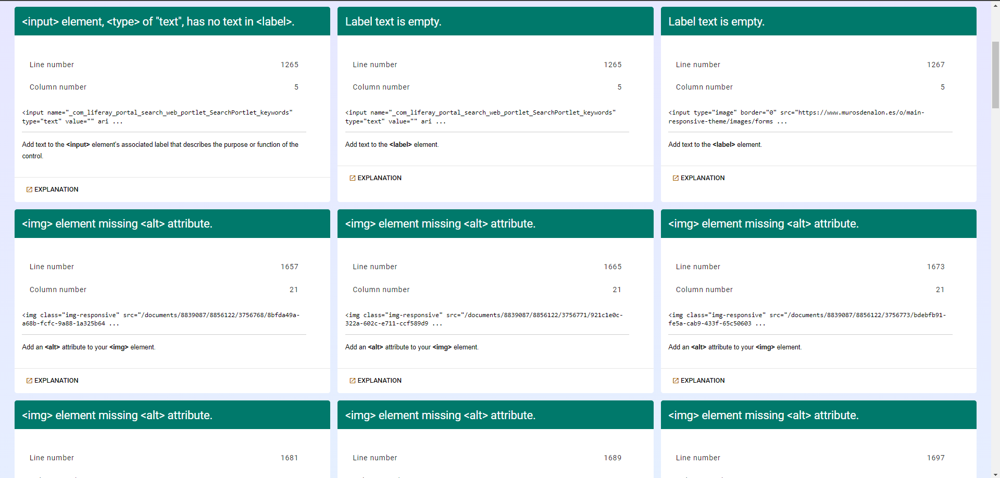 <input> element, <type> of "text", has no text in <label>.
Line number 1265
Column number 5
<input name="_com_liferay_portal_search_web_portlet_SearchPortlet_keywords"
type="text" value="" ari ...
Add text to the <input> element's associated label that describes the purpose or function of the
control.
EXPLANATION
Label text is empty.
Line number 1265
Column number 5
<input name="_com_liferay_portal_search_web_portlet_SearchPortlet_keywords"
type="text" value="" ari ...
Add text to the <label> element.
EXPLANATION
Label text is empty.
Line number 1267
Column number 5
<input type="image" border="0" src="https://www.murosdenalon.es/o/main-
responsive-theme/images/forms ...
Add text to the <label> element.
EXPLANATION
<img> element missing <alt> attribute.
Line number 1657
Column number 21
<img class="img-responsive" src="/documents/8839087/8856122/3756768/8bfda49a-
a68b-fcfc-9a88-1a325b64 ...
Add an <alt> attribute to your <img> element.
EXPLANATION
<img> element missing <alt> attribute.
Line number 1665
Column number 21
<img class="img-responsive" src="/documents/8839087/8856122/3756771/921c1e0c-
322a-602c-e711-ccf589d9 ...
Add an <alt> attribute to your <img> element.
EXPLANATION
<img> element missing <alt> attribute.
Line number 1673
Column number 21
<img class="img-responsive" src="/documents/8839087/8856122/3756773/bdebfb91-
fe5a-cab9-433f-65c50603 ...
Add an <alt> attribute to your <img> element.
EXPLANATION
<img> element missing <alt> attribute.
Line number 1681
<img> element missing <alt> attribute.
Line number 1689
<img> element missing <alt> attribute.
Line number 1697